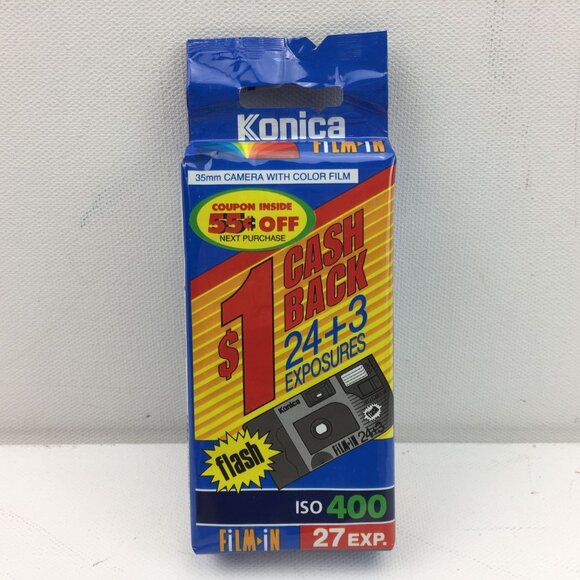 Konica
FiLM-iN
35mm CAMERA WITH COLOR FILM
COUPON INSIDE
55¢ OFF
NEXT PURCHASE
$1
CASH
BACK
24+3
EXPOSURES
Konica
flash
FiLM-iN 24+3
flash
ISO 400
FiLM-iN
27 EXP.